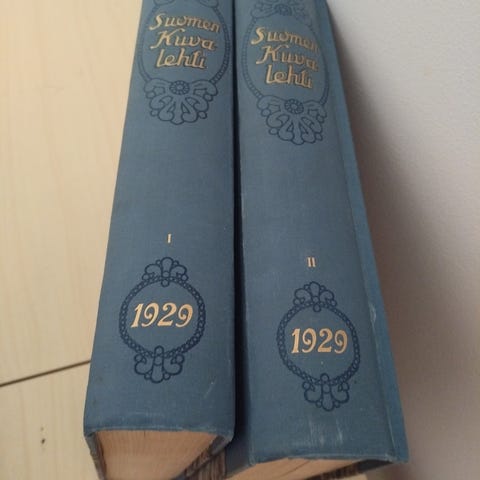 Suomen
Kuva-
lehti
I
1929
Suomen
Kuva-
lehti
II
1929